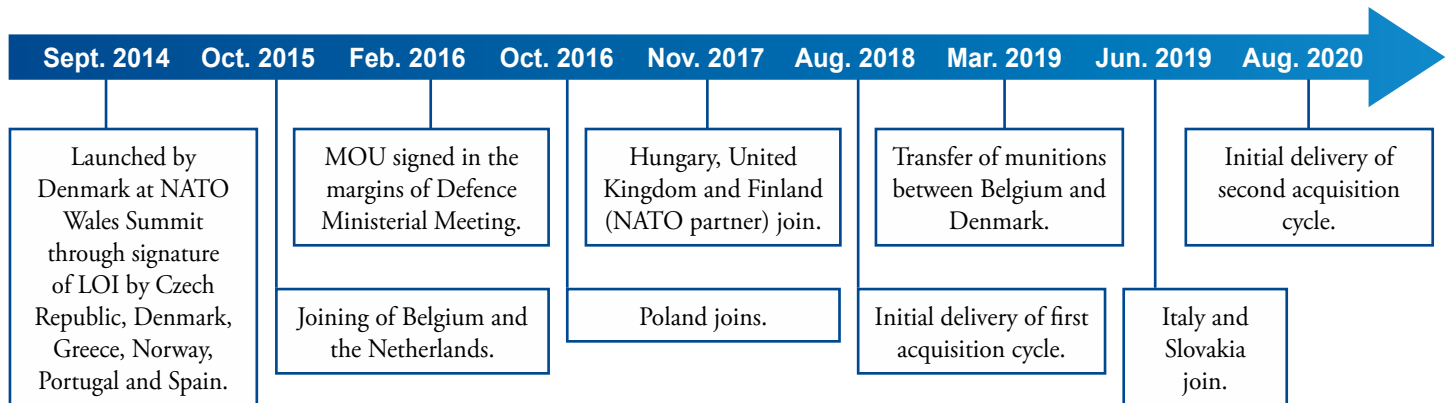 Sept. 2014 Oct. 2015 Feb. 2016 Oct. 2016 Nov. 2017 Aug. 2018 Mar. 2019 Jun. 2019 Aug. 2020
Launched by
Denmark at NATO
Wales Summit
through signature
of LOI by Czech
Republic, Denmark,
Greece, Norway,
Portugal and Spain.
Joining of Belgium and
the Netherlands.
MOU signed in the
margins of Defence
Ministerial Meeting.
Poland joins.
Hungary, United
Kingdom and Finland
(NATO partner) join.
Initial delivery of first
acquisition cycle.
Transfer of munitions
between Belgium and
Denmark.
Italy and
Slovakia
join.
Initial delivery of
second acquisition
cycle.